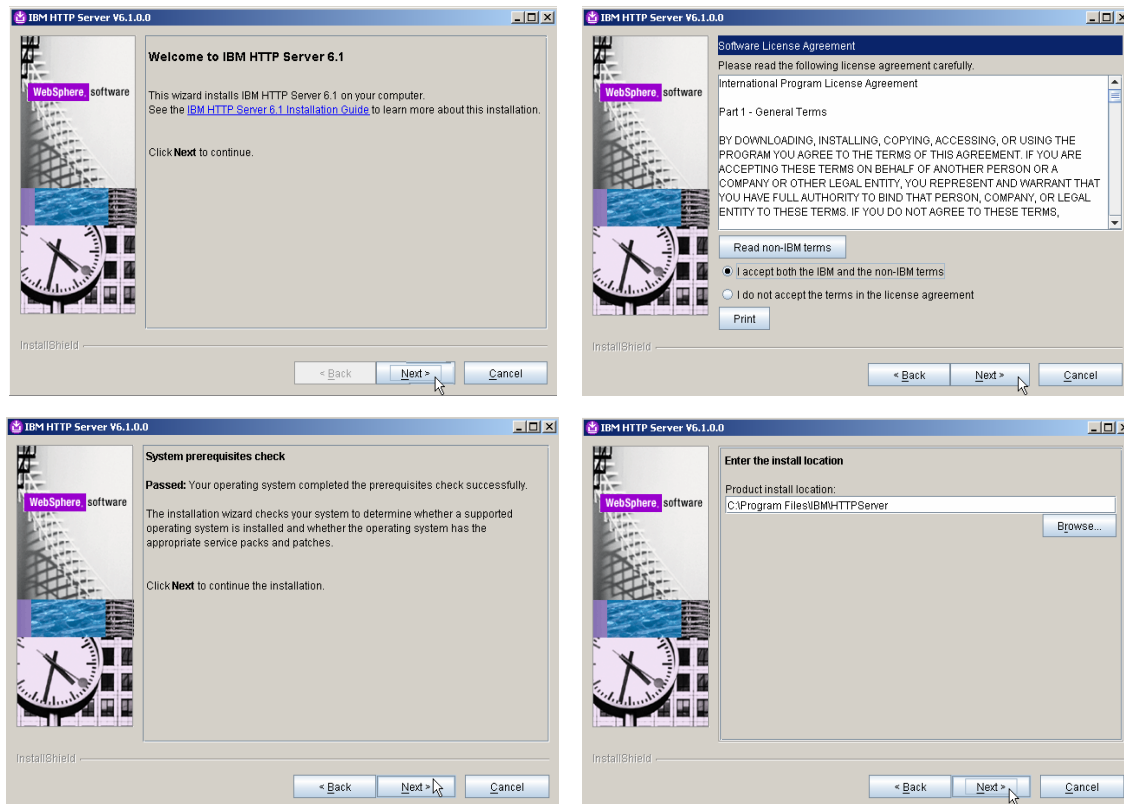 IBM HTTP Server V6.1.0.0
WebSphere. software
Welcome to IBM HTTP Server 6.1
This wizard installs IBM HTTP Server 6.1 on your computer.
See the IBM HTTP Server 6.1 Installation Guide to learn more about this installation.
Click Next to continue.
InstallShield
< Back
Next >
Cancel
IBM HTTP Server V6.1.0.0
WebSphere. software
Software License Agreement
Please read the following license agreement carefully.
International Program License Agreement
Part 1 - General Terms
BY DOWNLOADING, INSTALLING, COPYING, ACCESSING, OR USING THE
PROGRAM YOU AGREE TO THE TERMS OF THIS AGREEMENT. IF YOU ARE
ACCEPTING THESE TERMS ON BEHALF OF ANOTHER PERSON OR A
COMPANY OR OTHER LEGAL ENTITY, YOU REPRESENT AND WARRANT THAT
YOU HAVE FULL AUTHORITY TO BIND THAT PERSON, COMPANY, OR LEGAL
ENTITY TO THESE TERMS. IF YOU DO NOT AGREE TO THESE TERMS,
Read non-IBM terms
I accept both the IBM and the non-IBM terms
I do not accept the terms in the license agreement
Print
InstallShield
< Back
Next >
Cancel
IBM HTTP Server V6.1.0.0
WebSphere. software
System prerequisites check
Passed: Your operating system completed the prerequisites check successfully.
The installation wizard checks your system to determine whether a supported
operating system is installed and whether the operating system has the
appropriate service packs and patches.
Click Next to continue the installation.
InstallShield
< Back
Next >
Cancel
IBM HTTP Server V6.1.0.0
WebSphere. software
Enter the install location
Product install location:
C:\Program Files\IBM\HTTPServer
Browse...
InstallShield
< Back
Next >
Cancel